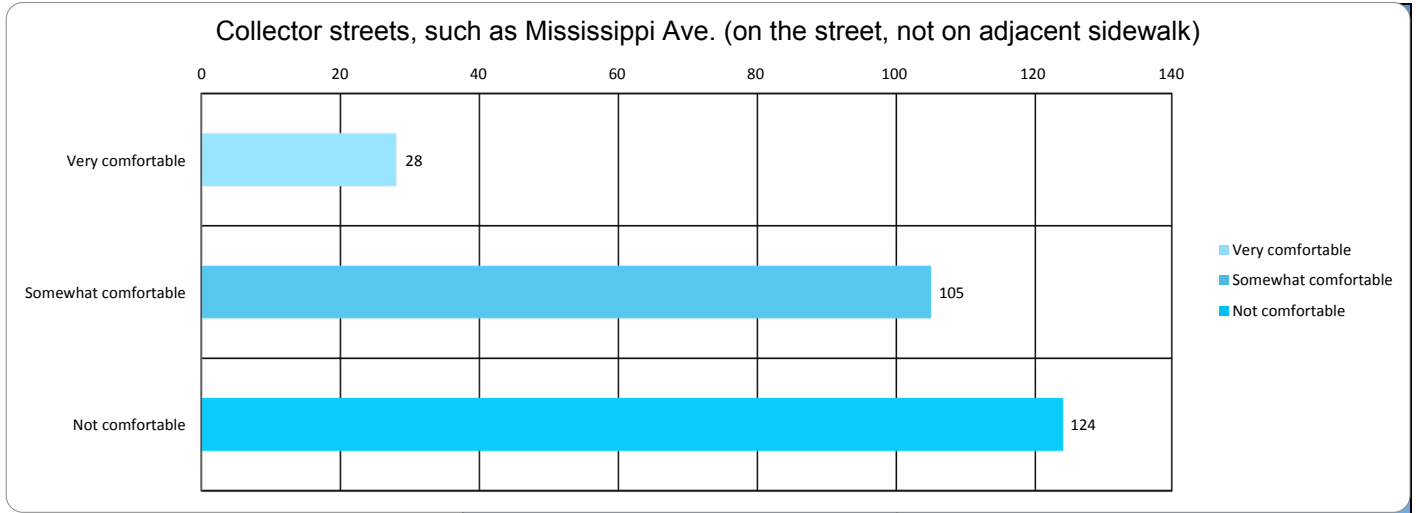 Collector streets, such as Mississippi Ave. (on the street, not on adjacent sidewalk)
0 20 40 60 80 100 120 140
Very comfortable 28
Somewhat comfortable 105
Not comfortable 124
Very comfortable
Somewhat comfortable
Not comfortable